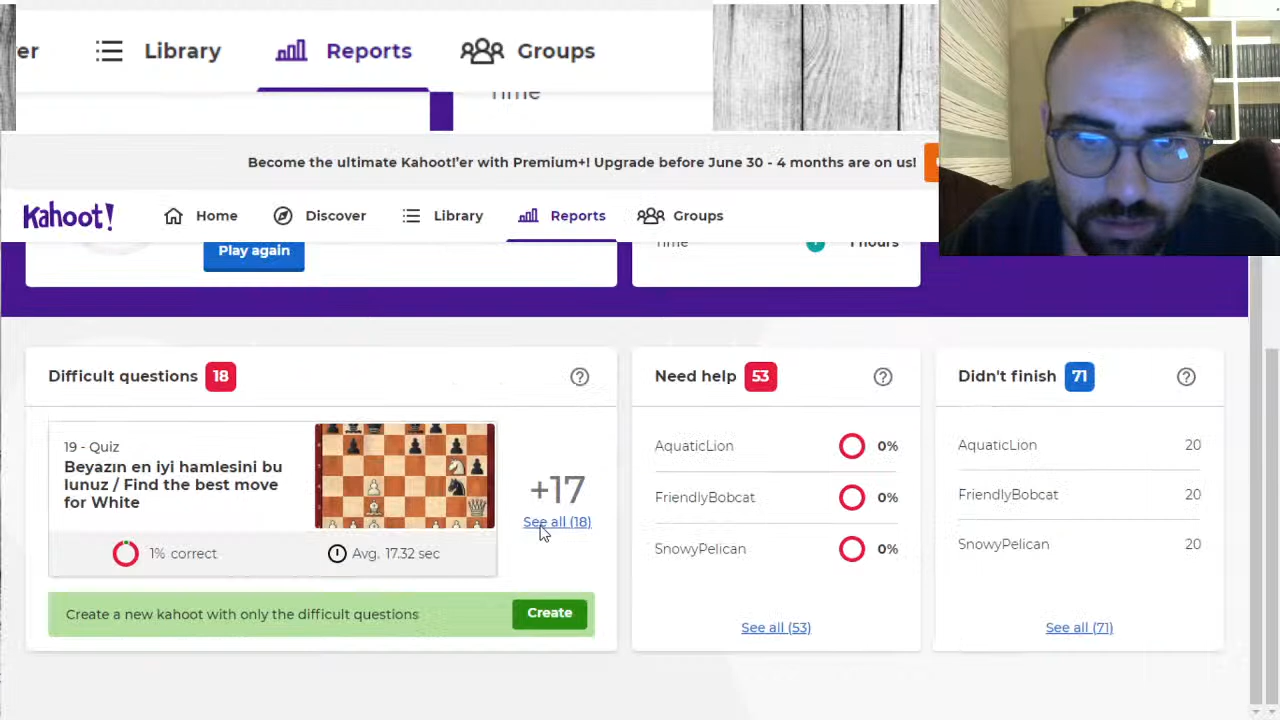 er Library Reports Groups
Time
Become the ultimate Kahoot!'er with Premium+! Upgrade before June 30 - 4 months are on us!
Kahoot! Home Discover Library Reports Groups
Play again
Time 1 hours
Difficult questions 18
Need help 53
Didn't finish 71
19 - Quiz
Beyazın en iyi hamlesini bu
lunuz / Find the best move
for White
+17
See all (18)
1% correct
Avg. 17.32 sec
Create a new kahoot with only the difficult questions
Create
AquaticLion 0%
FriendlyBobcat 0%
SnowyPelican 0%
See all (53)
AquaticLion 20
FriendlyBobcat 20
SnowyPelican 20
See all (71)